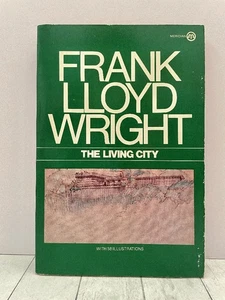 FRANK
LLOYD
WRIGHT
THE LIVING CITY